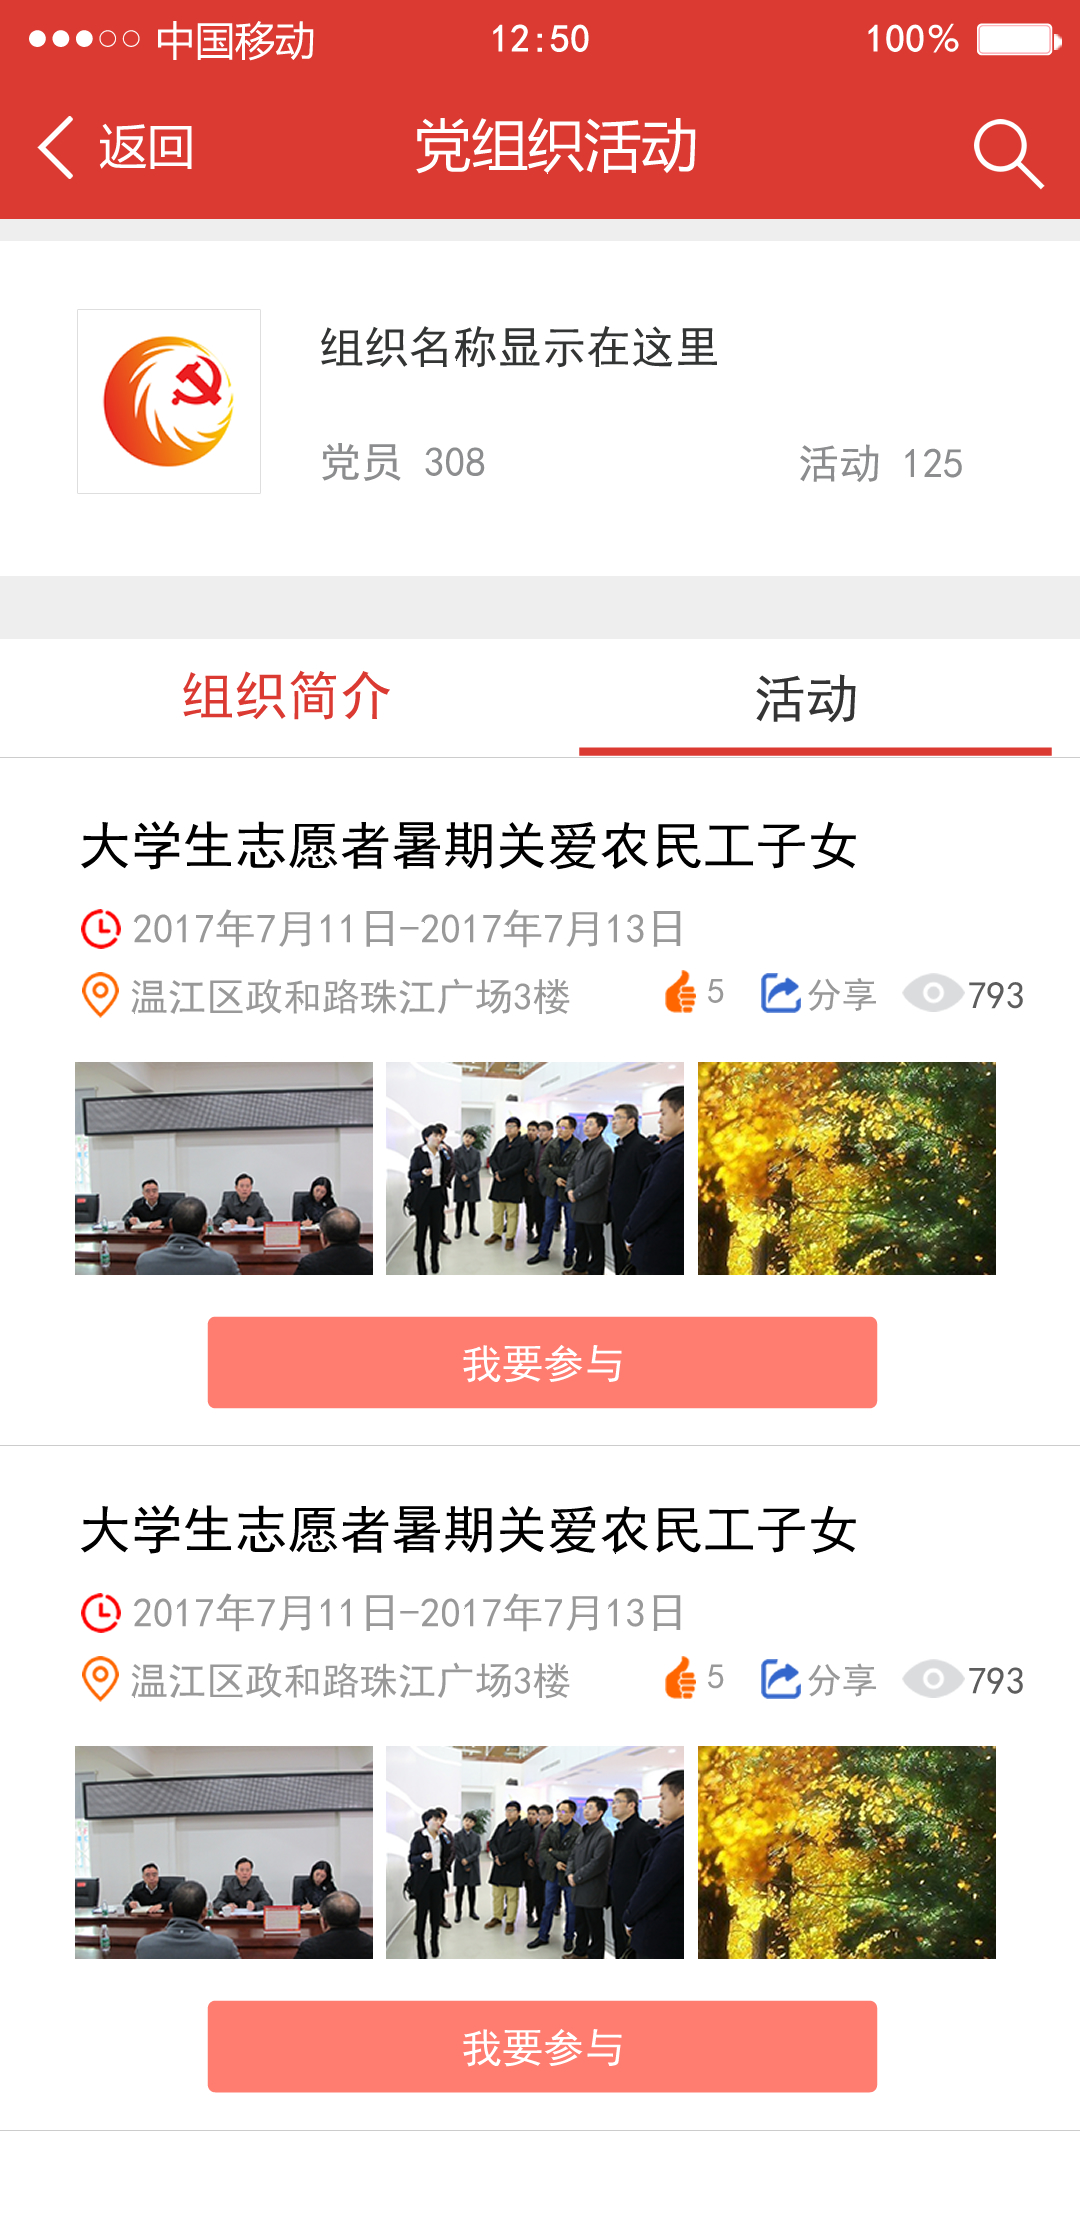 中国移动 12:50 100%
返回 党组织活动
组织名称显示在这里
党员 308 活动 125
组织简介 活动
大学生志愿者暑期关爱农民工子女
2017年7月11日-2017年7月13日
温江区政和路珠江广场3楼 5 分享 793
我要参与
大学生志愿者暑期关爱农民工子女
2017年7月11日-2017年7月13日
温江区政和路珠江广场3楼 5 分享 793
我要参与